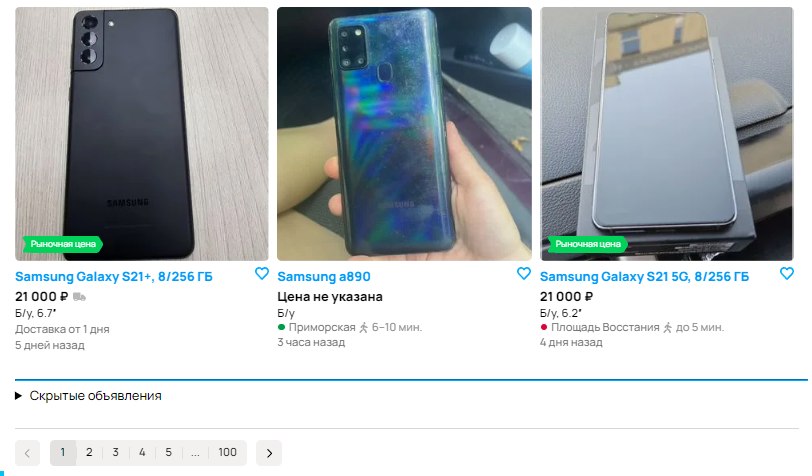 SAMSUNG
SAMSUNG
Рыночная цена
Рыночная цена
Samsung Galaxy S21+, 8/256 ГБ
21 000 ₽
Б/у, 6.7"
Доставка от 1 дня
5 дней назад
Samsung a890
Цена не указана
Б/у
Приморская 6–10 мин.
3 часа назад
Samsung Galaxy S21 5G, 8/256 ГБ
21 000 ₽
Б/у, 6.2"
Площадь Восстания до 5 мин.
4 дня назад
Скрытые объявления
1 2 3 4 5 ... 100